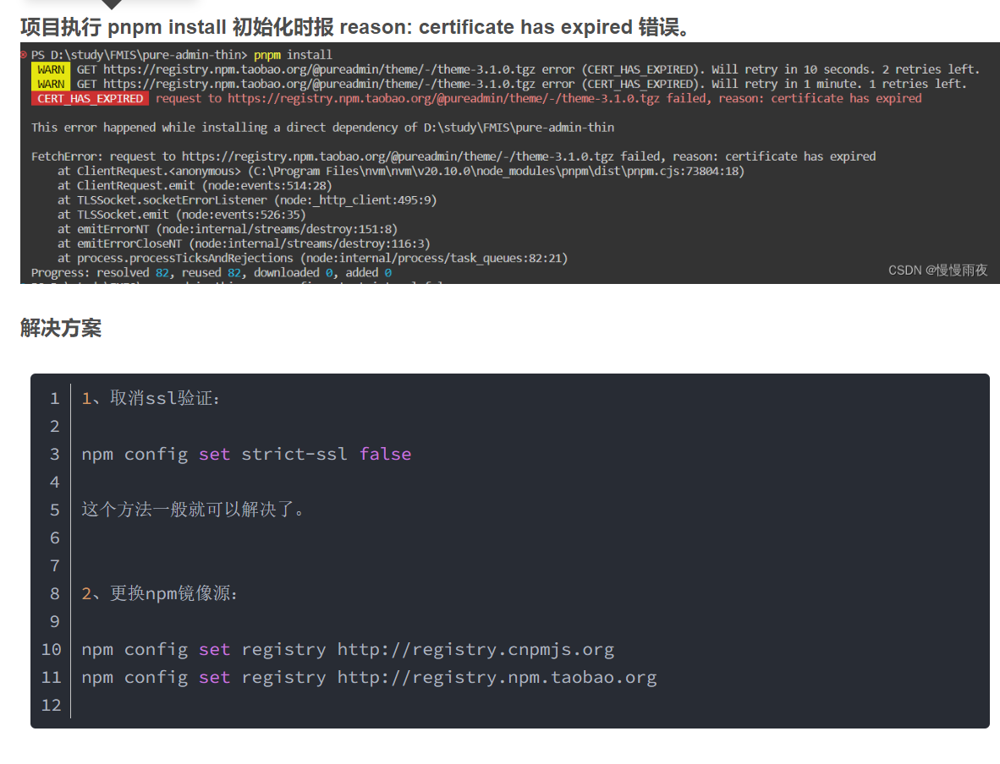 项目执行 pnpm install 初始化时报 reason: certificate has expired 错误。
PS D:\study\FMIS\pure-admin-thin> pnpm install
WARN GET https://registry.npm.taobao.org/@pureadmin/theme/-/theme-3.1.0.tgz error (CERT_HAS_EXPIRED). Will retry in 10 seconds. 2 retries left.
WARN GET https://registry.npm.taobao.org/@pureadmin/theme/-/theme-3.1.0.tgz error (CERT_HAS_EXPIRED). Will retry in 1 minute. 1 retries left.
CERT_HAS_EXPIRED request to https://registry.npm.taobao.org/@pureadmin/theme/-/theme-3.1.0.tgz failed, reason: certificate has expired
This error happened while installing a direct dependency of D:\study\FMIS\pure-admin-thin
FetchError: request to https://registry.npm.taobao.org/@pureadmin/theme/-/theme-3.1.0.tgz failed, reason: certificate has expired
at ClientRequest.<anonymous> (C:\Program Files\nvm\nvm\v20.10.0\node_modules\pnpm\dist\pnpm.cjs:73804:18)
at ClientRequest.emit (node:events:514:28)
at TLSSocket.socketErrorListener (node:_http_client:495:9)
at TLSSocket.emit (node:events:526:35)
at emitErrorNT (node:internal/streams/destroy:151:8)
at emitErrorCloseNT (node:internal/streams/destroy:116:3)
at process.processTicksAndRejections (node:internal/process/task_queues:82:21)
Progress: resolved 82, reused 82, downloaded 0, added 0
CSDN @慢慢雨夜
解决方案
1 1、取消ssl验证：
2
3 npm config set strict-ssl false
4
5 这个方法一般就可以解决了。
6
7
8 2、更换npm镜像源：
9
10 npm config set registry http://registry.cnpmjs.org
11 npm config set registry http://registry.npm.taobao.org
12